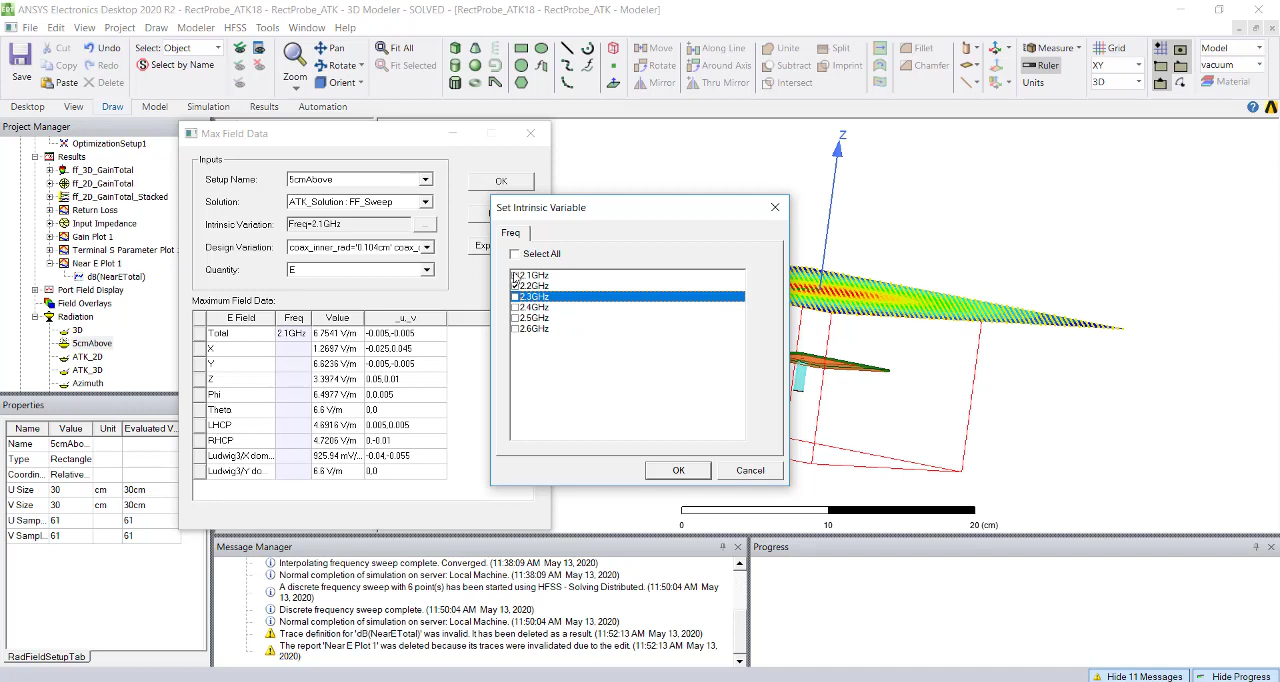 ANSYS Electronics Desktop 2020 R2 - RectProbe_ATK18 - RectProbe_ATK - 3D Modeler - SOLVED - [RectProbe_ATK18 - RectProbe_ATK - Modeler]
File Edit View Project Draw Modeler HFSS Tools Window Help
Save Cut Undo Select: Object Zoom Pan Fit All Move Along Line Unite Split Fillet Measure Grid Model
Copy Redo Select by Name Rotate Fit Selected Rotate Around Axis Subtract Imprint Chamfer Ruler XY vacuum
Paste Delete Orient Mirror Thru Mirror Intersect Units 3D Material
Desktop View Draw Model Simulation Results Automation
Project Manager
OptimizationSetup1
Results
ff_3D_GainTotal
ff_2D_GainTotal
ff_2D_GainTotal_Stacked
Return Loss
Input Impedance
Gain Plot 1
Terminal S Parameter Plot
Near E Plot 1
dB(NearETotal)
Port Field Display
Field Overlays
Radiation
3D
5cmAbove
ATK_2D
ATK_3D
Azimuth
Properties
Name Value Unit Evaluated V...
Name 5cmAbo...
Type Rectangle
Coordin... Relative...
U Size 30 cm 30cm
V Size 30 cm 30cm
U Samp... 61 61
V Sampl... 61 61
RadFieldSetupTab
Max Field Data
Inputs
Setup Name: 5cmAbove
Solution: ATK_Solution : FF_Sweep
Intrinsic Variation: Freq=2.1GHz ...
Design Variation: coax_inner_rad='0.104cm' coax_
Quantity: E
OK
Exp
Maximum Field Data:
E Field Freq Value _u,_v
Total 2.1GHz 6.7541 V/m -0.005,-0.005
X 1.2697 V/m -0.025,0.045
Y 6.6236 V/m -0.005,-0.005
Z 3.3974 V/m 0.05,0.01
Phi 6.4977 V/m 0,0.005
Theta 6.6 V/m 0,0
LHCP 4.6916 V/m 0.005,0.005
RHCP 4.7206 V/m 0,-0.01
Ludwig3/X dom... 925.94 mV/... -0.04,-0.055
Ludwig3/Y do... 6.6 V/m 0,0
Set Intrinsic Variable
Freq
Select All
2.1GHz
2.2GHz
2.3GHz
2.4GHz
2.5GHz
2.6GHz
OK Cancel
Z
0 10 20 (cm)
Message Manager
Interpolating frequency sweep complete. Converged. (11:38:09 AM May 13, 2020)
Normal completion of simulation on server: Local Machine. (11:38:09 AM May 13, 2020)
A discrete frequency sweep with 6 point(s) has been started using HFSS - Solving Distributed. (11:50:04 AM May
13, 2020)
Discrete frequency sweep complete. (11:50:04 AM May 13, 2020)
Normal completion of simulation on server: Local Machine. (11:50:04 AM May 13, 2020)
Trace definition for 'dB(NearETotal)' was invalid. It has been deleted as a result. (11:52:13 AM May 13, 2020)
The report 'Near E Plot 1' was deleted because its traces were invalidated due to the edit. (11:52:13 AM May 13,
2020)
Progress
Hide 11 Messages Hide Progress